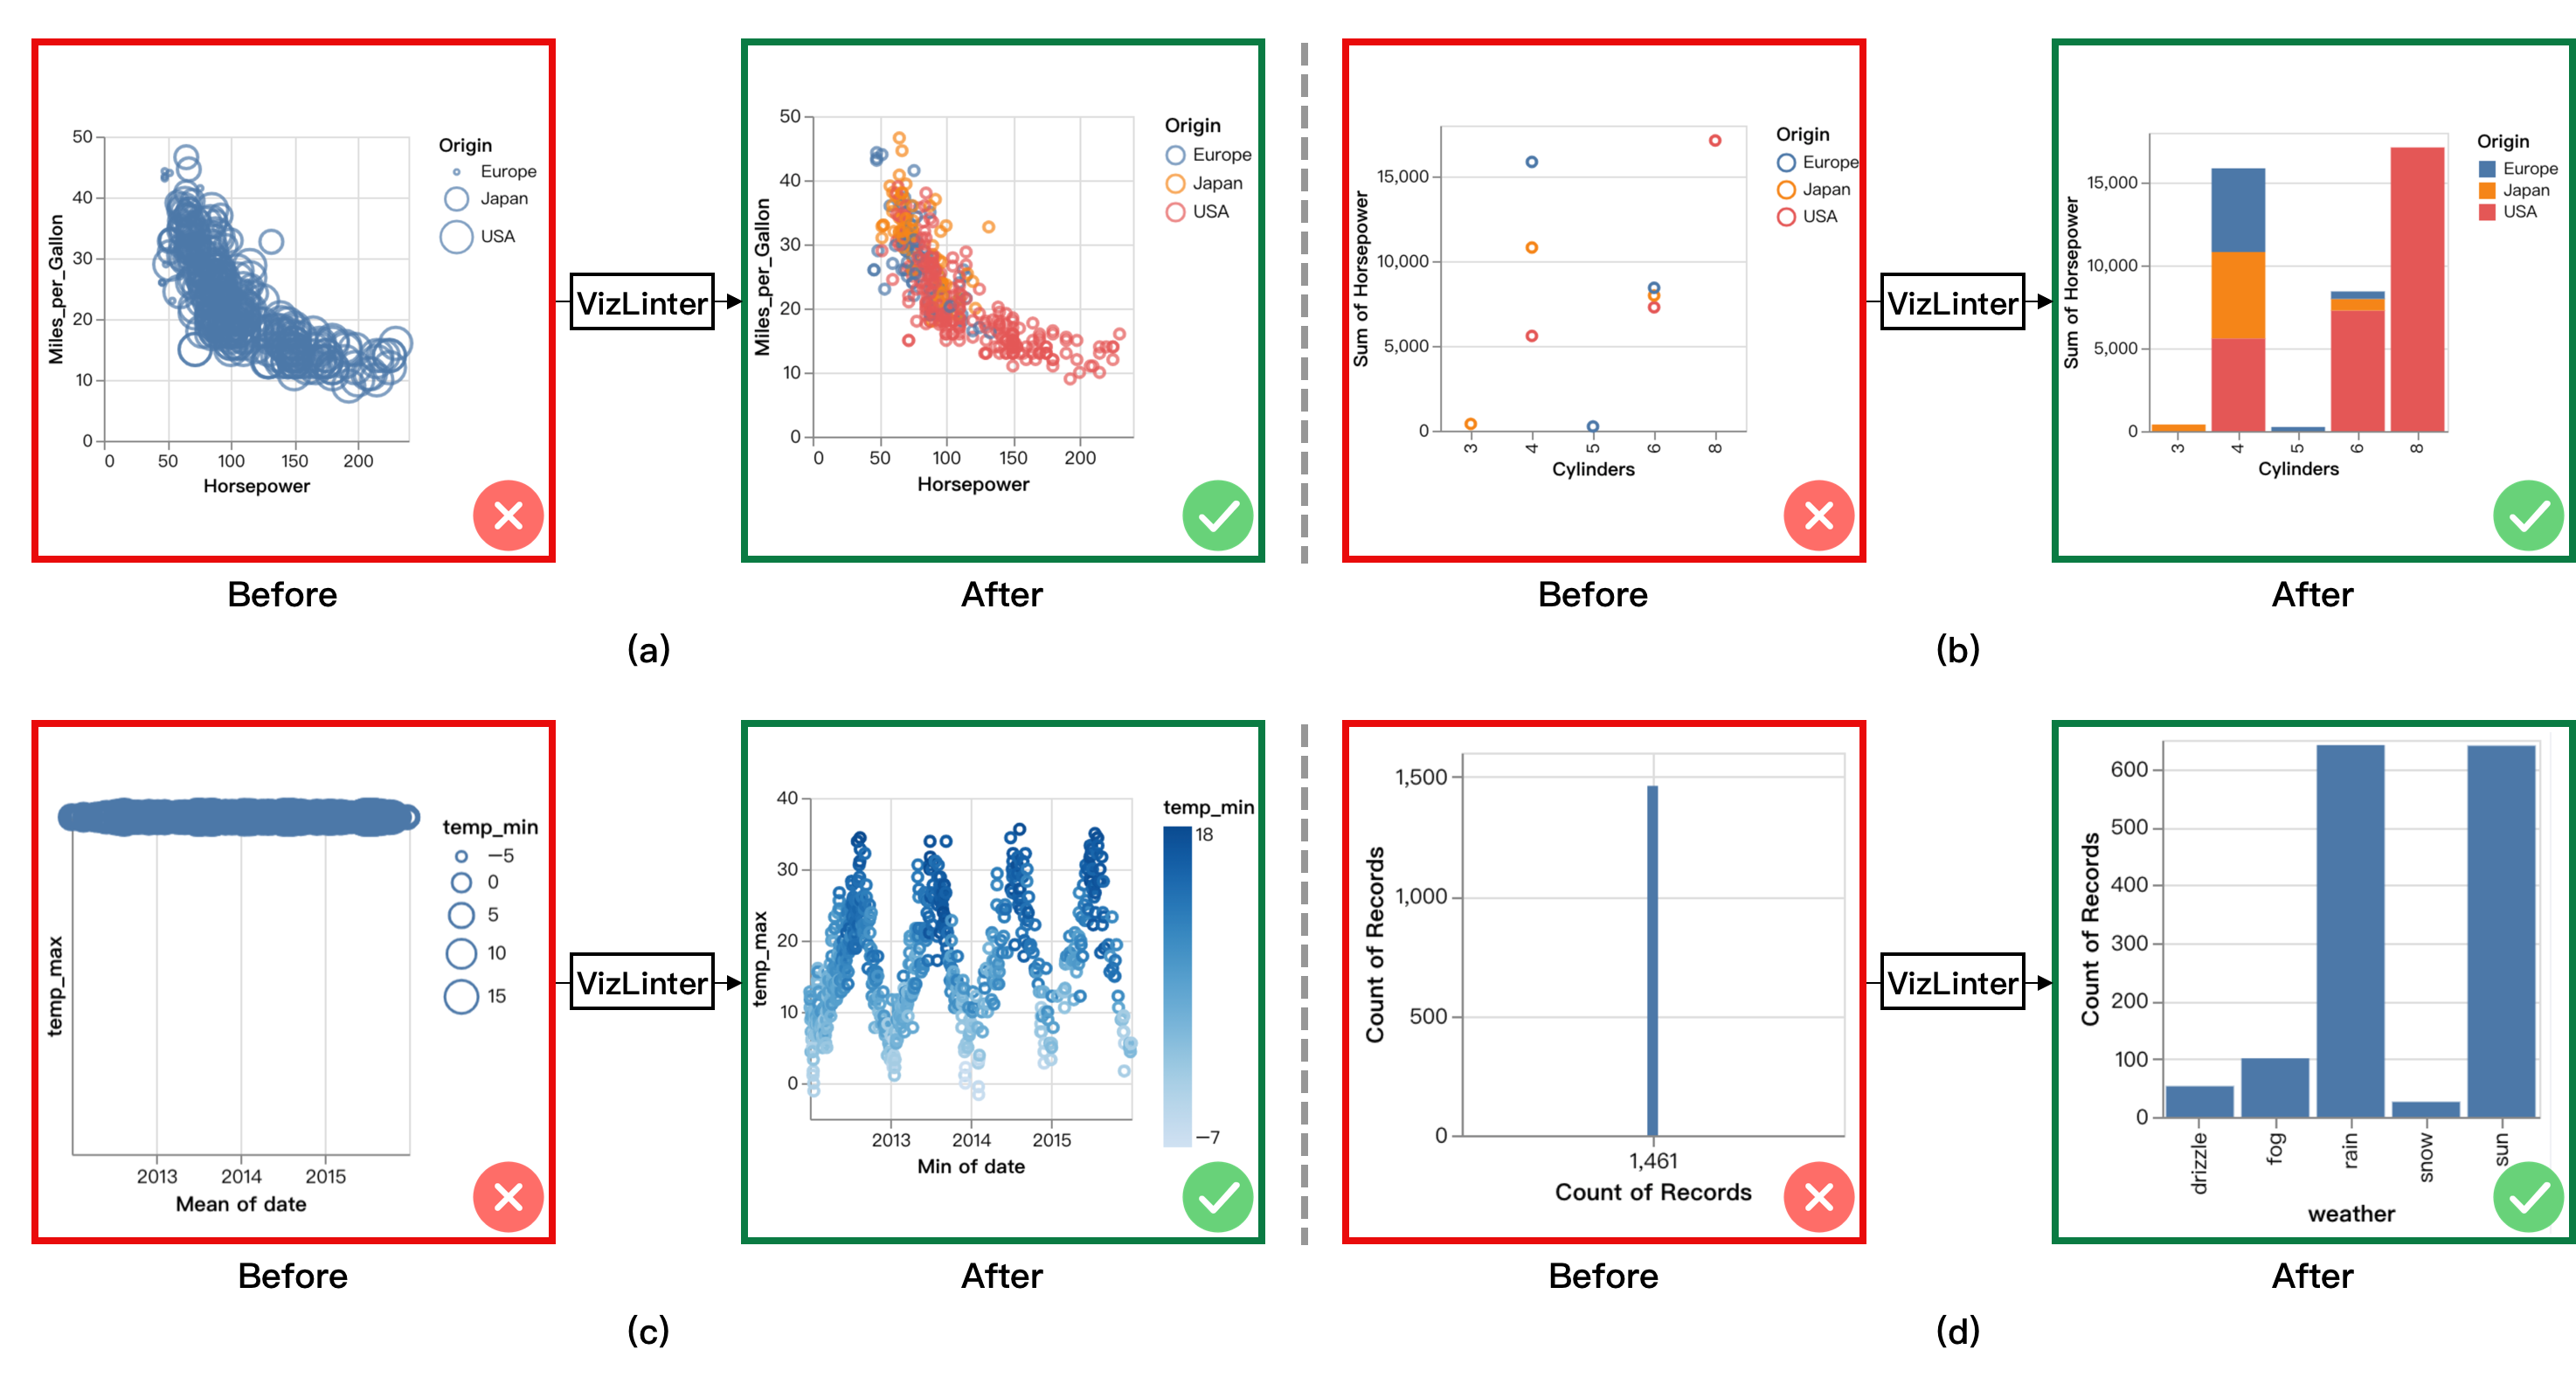 50
40
30
20
10
0
0 50 100 150 200
Miles_per_Gallon
Horsepower
Origin
Europe
Japan
USA
VizLinter
50
40
30
20
10
0
0 50 100 150 200
Miles_per_Gallon
Horsepower
Origin
Europe
Japan
USA
Before
After
(a)
15,000
10,000
5,000
0
3 4 5 6 8
Sum of Horsepower
Cylinders
Origin
Europe
Japan
USA
VizLinter
15,000
10,000
5,000
0
3 4 5 6 8
Sum of Horsepower
Cylinders
Origin
Europe
Japan
USA
Before
After
(b)
temp_max
2013 2014 2015
Mean of date
temp_min
−5
0
5
10
15
VizLinter
40
30
20
10
0
temp_max
2013 2014 2015
Min of date
temp_min
18
−7
Before
After
(c)
1,500
1,000
500
0
Count of Records
1,461
Count of Records
VizLinter
600
500
400
300
200
100
0
Count of Records
drizzle
fog
rain
snow
sun
weather
Before
After
(d)